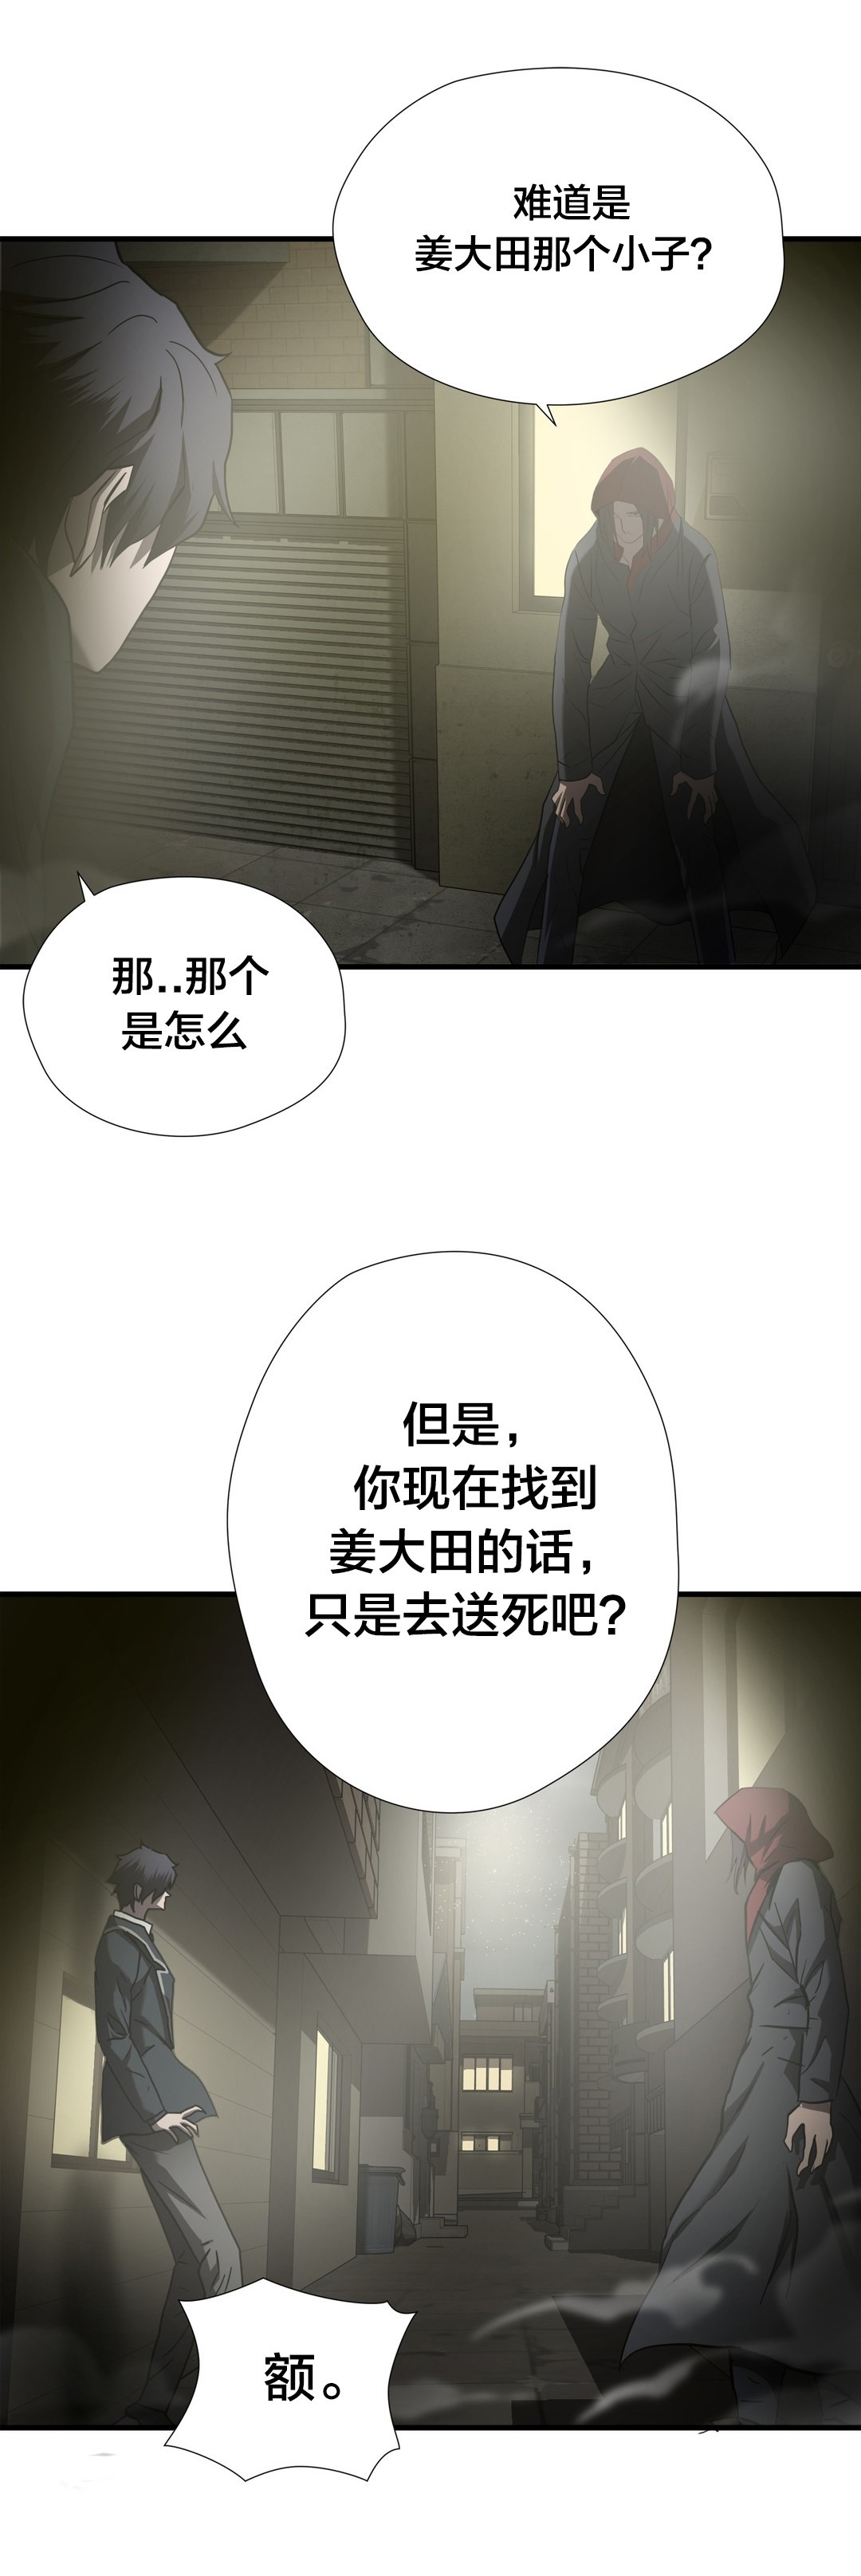 难道是
姜大田那个小子?
那..那个
是怎么
但是,
你现在找到
姜大田的话,
只是去送死吧?
额。